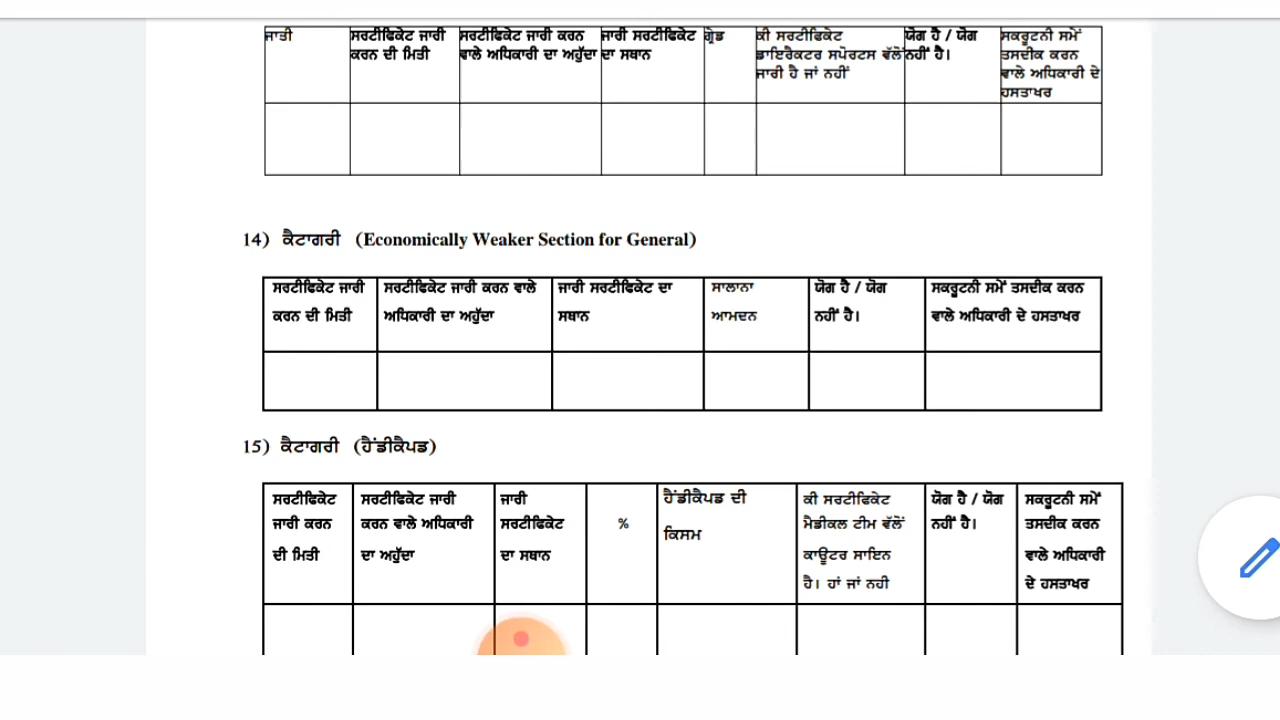 ਜਾਤੀ
ਸਰਟੀਫਿਕੇਟ ਜਾਰੀ
ਕਰਨ ਦੀ ਮਿਤੀ
ਸਰਟੀਫਿਕੇਟ ਜਾਰੀ ਕਰਨ
ਵਾਲੇ ਅਧਿਕਾਰੀ ਦਾ ਅਹੁੱਦਾ
ਜਾਰੀ ਸਰਟੀਫਿਕੇਟ
ਦਾ ਸਥਾਨ
ਗ੍ਰੇਡ
ਕੀ ਸਰਟੀਫਿਕੇਟ
ਡਾਇਰੈਕਟਰ ਸਪੋਰਟਸ ਵੱਲੋਂ
ਜਾਰੀ ਹੈ ਜਾਂ ਨਹੀਂ
ਯੋਗ ਹੈ / ਯੋਗ
ਨਹੀਂ ਹੈ।
ਸਕਰੂਟਨੀ ਸਮੇਂ
ਤਸਦੀਕ ਕਰਨ
ਵਾਲੇ ਅਧਿਕਾਰੀ ਦੇ
ਹਸਤਾਖਰ
14) ਕੈਟਾਗਰੀ (Economically Weaker Section for General)
ਸਰਟੀਫਿਕੇਟ ਜਾਰੀ
ਕਰਨ ਦੀ ਮਿਤੀ
ਸਰਟੀਫਿਕੇਟ ਜਾਰੀ ਕਰਨ ਵਾਲੇ
ਅਧਿਕਾਰੀ ਦਾ ਅਹੁੱਦਾ
ਜਾਰੀ ਸਰਟੀਫਿਕੇਟ ਦਾ
ਸਥਾਨ
ਸਾਲਾਨਾ
ਆਮਦਨ
ਯੋਗ ਹੈ / ਯੋਗ
ਨਹੀਂ ਹੈ।
ਸਕਰੂਟਨੀ ਸਮੇਂ ਤਸਦੀਕ ਕਰਨ
ਵਾਲੇ ਅਧਿਕਾਰੀ ਦੇ ਹਸਤਾਖਰ
15) ਕੈਟਾਗਰੀ (ਹੈਂਡੀਕੈਪਡ)
ਸਰਟੀਫਿਕੇਟ
ਜਾਰੀ ਕਰਨ
ਦੀ ਮਿਤੀ
ਸਰਟੀਫਿਕੇਟ ਜਾਰੀ
ਕਰਨ ਵਾਲੇ ਅਧਿਕਾਰੀ
ਦਾ ਅਹੁੱਦਾ
ਜਾਰੀ
ਸਰਟੀਫਿਕੇਟ
ਦਾ ਸਥਾਨ
%
ਹੈਂਡੀਕੈਪਡ ਦੀ
ਕਿਸਮ
ਕੀ ਸਰਟੀਫਿਕੇਟ
ਮੈਡੀਕਲ ਟੀਮ ਵੱਲੋਂ
ਕਾਊਟਰ ਸਾਇਨ
ਹੈ। ਹਾਂ ਜਾਂ ਨਹੀ
ਯੋਗ ਹੈ / ਯੋਗ
ਨਹੀਂ ਹੈ।
ਸਕਰੂਟਨੀ ਸਮੇਂ
ਤਸਦੀਕ ਕਰਨ
ਵਾਲੇ ਅਧਿਕਾਰੀ
ਦੇ ਹਸਤਾਖਰ